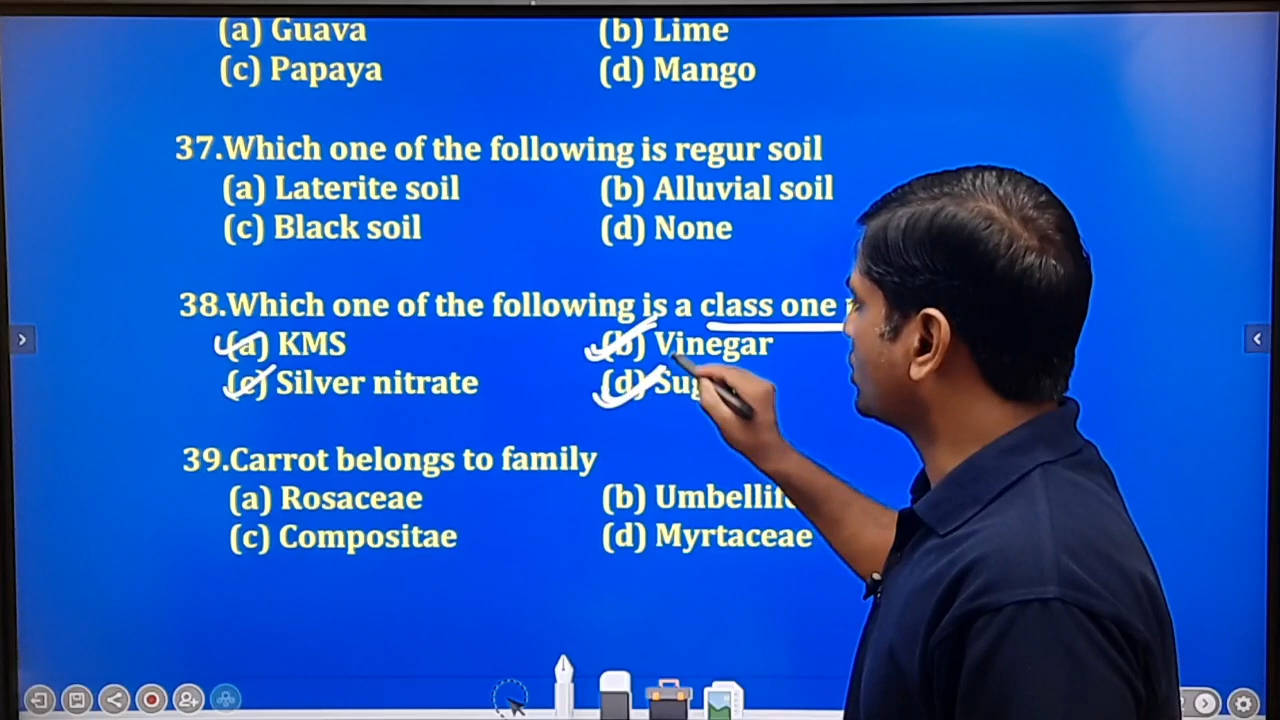 (a) Guava (b) Lime
(c) Papaya (d) Mango
37.Which one of the following is regur soil
(a) Laterite soil (b) Alluvial soil
(c) Black soil (d) None
38.Which one of the following is a class one
(a) KMS (b) Vinegar
(c) Silver nitrate (d)
39.Carrot belongs to family
(a) Rosaceae (b)
(c) Compositae (d) Myrtaceae